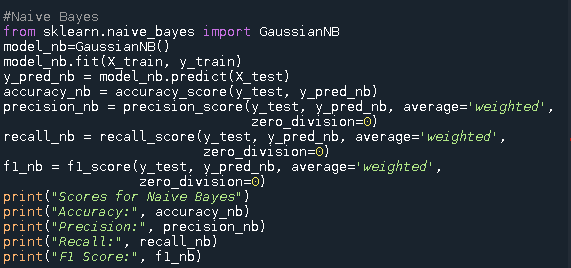 #Naive Bayes
from sklearn.naive_bayes import GaussianNB
model_nb=GaussianNB()
model_nb.fit(X_train, y_train)
y_pred_nb = model_nb.predict(X_test)
accuracy_nb = accuracy_score(y_test, y_pred_nb)
precision_nb = precision_score(y_test, y_pred_nb, average='weighted',
                               zero_division=0)
recall_nb = recall_score(y_test, y_pred_nb, average='weighted',
                         zero_division=0)
f1_nb = f1_score(y_test, y_pred_nb, average='weighted',
                 zero_division=0)
print("Scores for Naive Bayes")
print("Accuracy:", accuracy_nb)
print("Precision:", precision_nb)
print("Recall:", recall_nb)
print("F1 Score:", f1_nb)